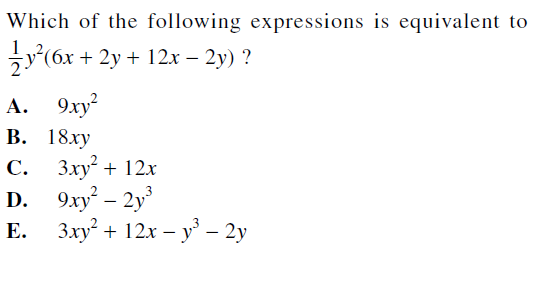 Which of the following expressions is equivalent to
½y²(6x + 2y + 12x – 2y) ?
A. 9xy²
B. 18xy
C. 3xy² + 12x
D. 9xy² – 2y³
E. 3xy² + 12x – y³ – 2y